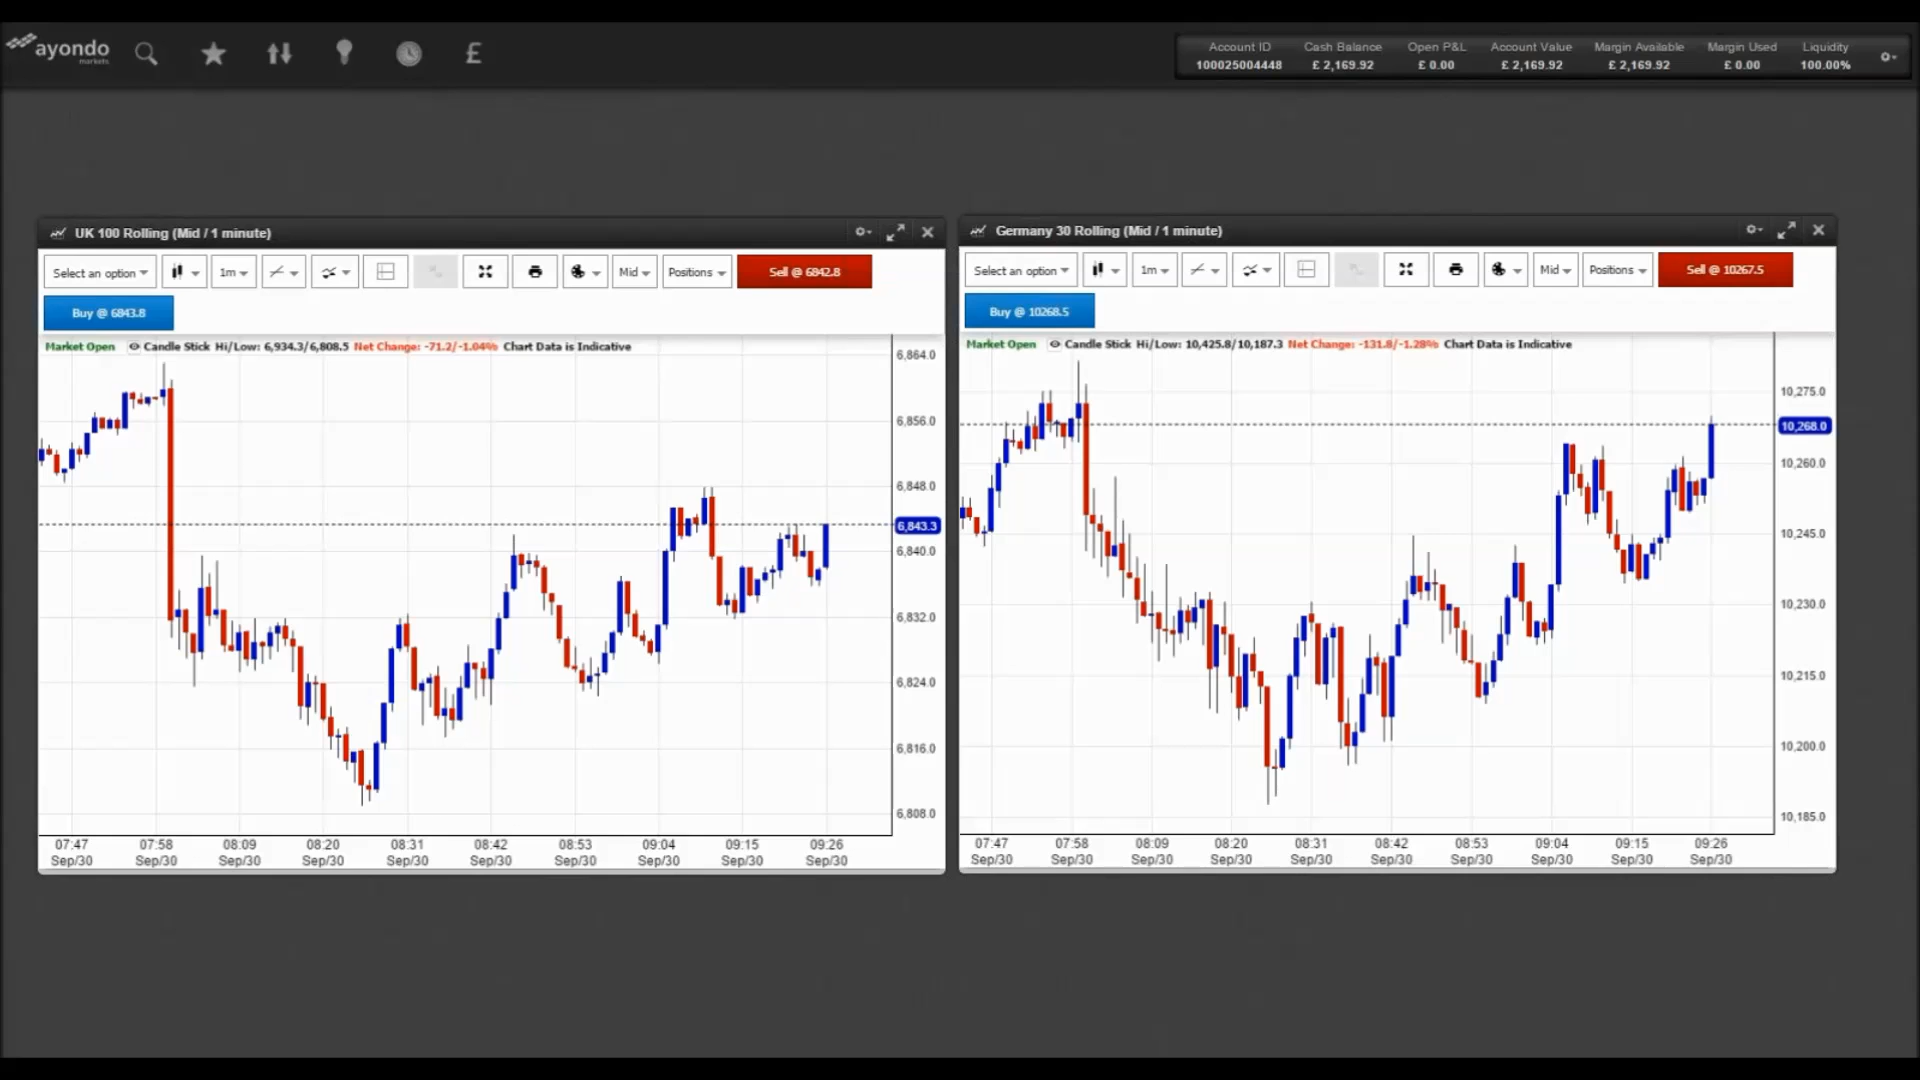 ayondo
markets
£
Account ID Cash Balance Open P&L Account Value Margin Available Margin Used Liquidity
100025004448 £ 2,169.92 £ 0.00 £ 2,169.92 £ 2,169.92 £ 0.00 100.00%
UK 100 Rolling (Mid / 1 minute)
Select an option 1m Mid Positions Sell @ 6842.8
Buy @ 6843.8
Market Open Candle Stick Hi/Low: 6,934.3/6,808.5 Net Change: -71.2/-1.04% Chart Data is Indicative
6,864.0
6,856.0
6,848.0
6,843.3
6,840.0
6,832.0
6,824.0
6,816.0
6,808.0
07:47 07:58 08:09 08:20 08:31 08:42 08:53 09:04 09:15 09:26
Sep/30 Sep/30 Sep/30 Sep/30 Sep/30 Sep/30 Sep/30 Sep/30 Sep/30 Sep/30
Germany 30 Rolling (Mid / 1 minute)
Select an option 1m Mid Positions Sell @ 10267.5
Buy @ 10268.5
Market Open Candle Stick Hi/Low: 10,425.8/10,187.3 Net Change: -131.8/-1.28% Chart Data is Indicative
10,275.0
10,268.0
10,260.0
10,245.0
10,230.0
10,215.0
10,200.0
10,185.0
07:47 07:58 08:09 08:20 08:31 08:42 08:53 09:04 09:15 09:26
Sep/30 Sep/30 Sep/30 Sep/30 Sep/30 Sep/30 Sep/30 Sep/30 Sep/30 Sep/30